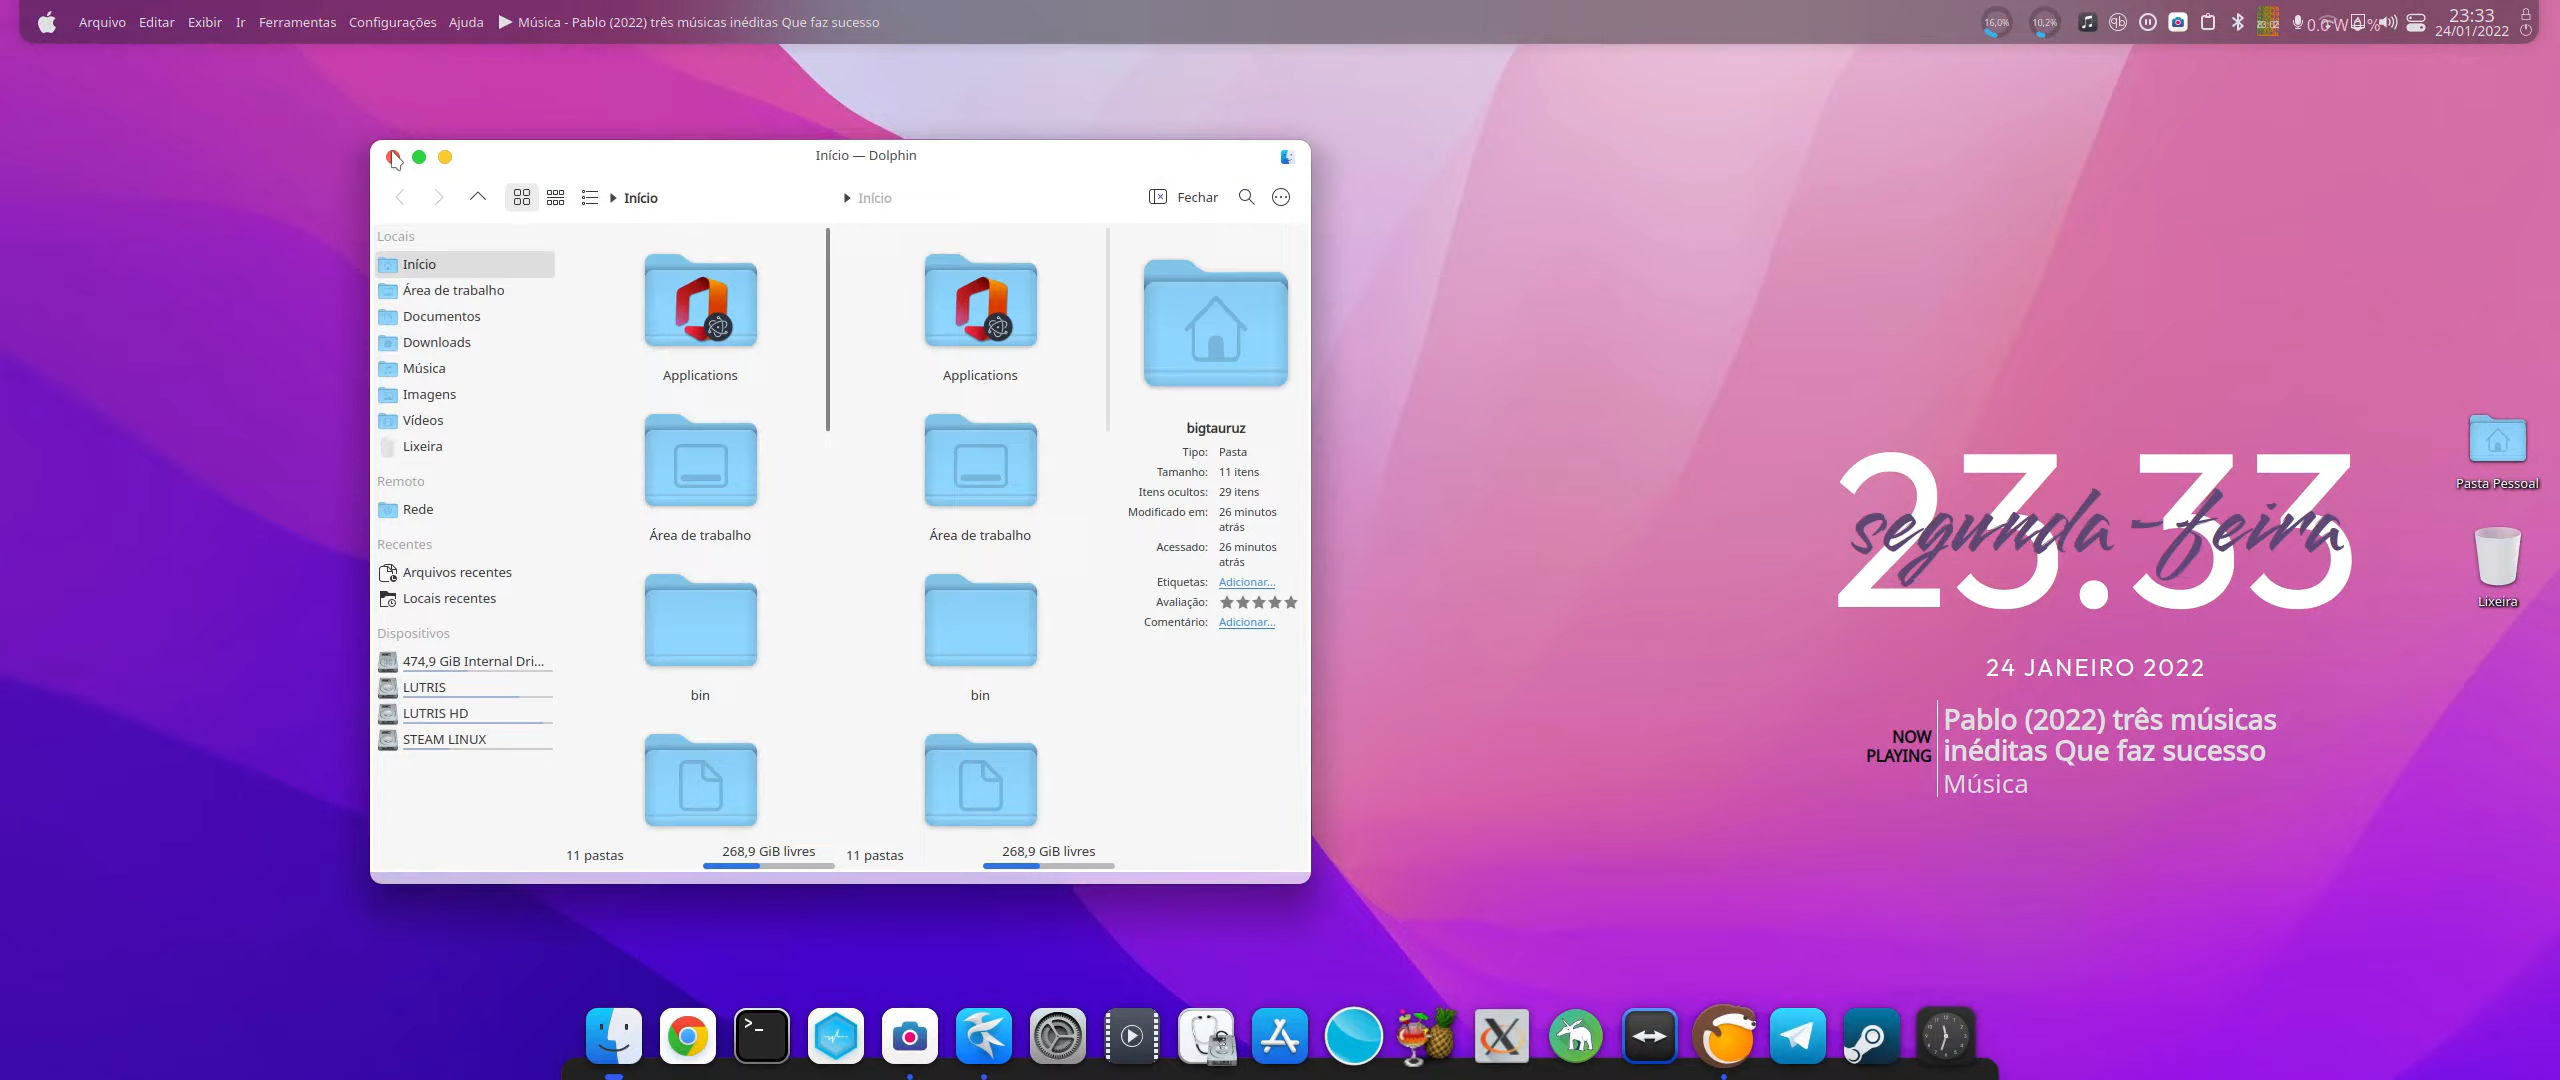 Arquivo Editar Exibir Ir Ferramentas Configurações Ajuda Música - Pablo (2022) três músicas inéditas Que faz sucesso
16,0% 10,2% 0.0 W % 23:33
24/01/2022
Início — Dolphin
Início Início Fechar
Locais
Início
Área de trabalho
Documentos
Downloads
Música
Imagens
Vídeos
Lixeira
Remoto
Rede
Recentes
Arquivos recentes
Locais recentes
Dispositivos
474,9 GiB Internal Dri...
LUTRIS
LUTRIS HD
STEAM LINUX
Applications Applications
Área de trabalho Área de trabalho
bin bin
11 pastas 268,9 GiB livres 11 pastas 268,9 GiB livres
bigtauruz
Tipo: Pasta
Tamanho: 11 itens
Itens ocultos: 29 itens
Modificado em: 26 minutos
atrás
Acessado: 26 minutos
atrás
Etiquetas: Adicionar...
Avaliação:
Comentário: Adicionar...
23.33
segunda-feira
24 JANEIRO 2022
NOW
PLAYING
Pablo (2022) três músicas
inéditas Que faz sucesso
Música
Pasta Pessoal
Lixeira